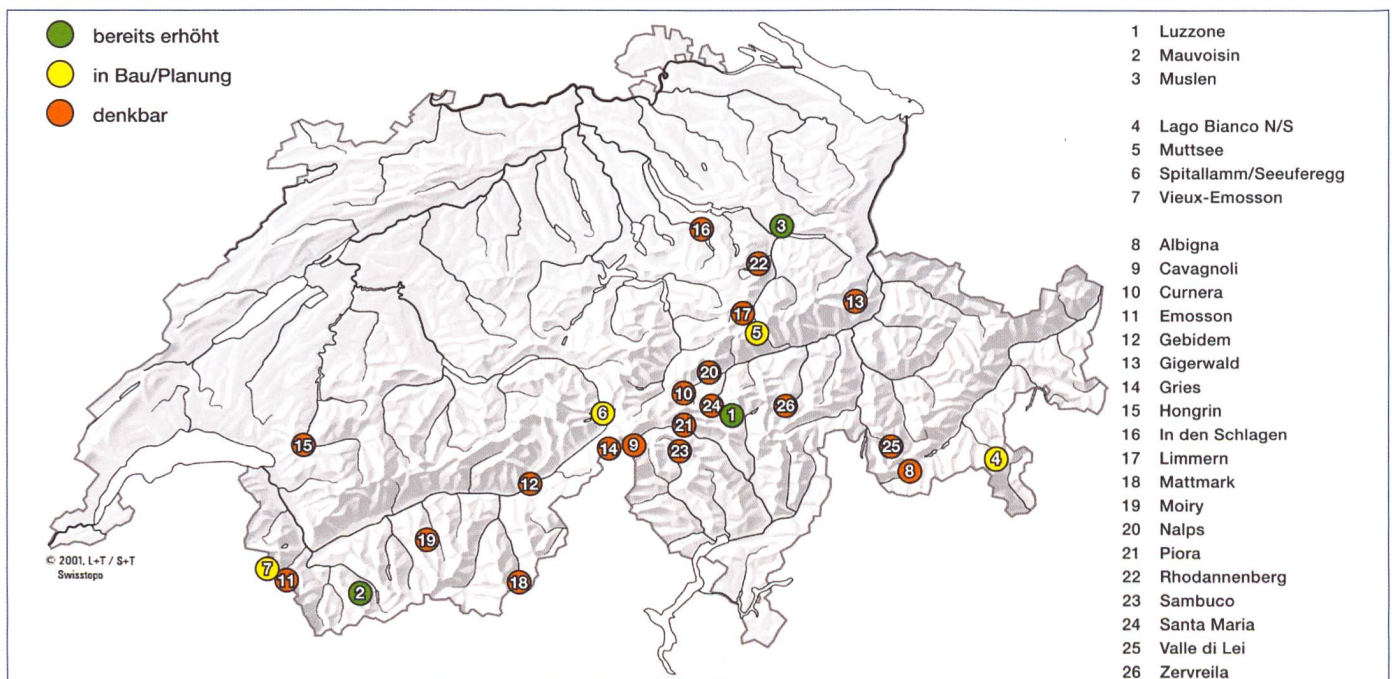 bereits erhöht
in Bau/Planung
denkbar
1 Luzzone
2 Mauvoisin
3 Muslen
4 Lago Bianco N/S
5 Muttsee
6 Spitallamm/Seeuferegg
7 Vieux-Emosson
8 Albigna
9 Cavagnoli
10 Curnera
11 Emosson
12 Gebidem
13 Gigerwald
14 Gries
15 Hongrin
16 In den Schlagen
17 Limmern
18 Mattmark
19 Moiry
20 Nalps
21 Piora
22 Rhodannenberg
23 Sambuco
24 Santa Maria
25 Valle di Lei
26 Zervreila
16
3
22
13
17
5
20
10
24
26
1
6
21
15
14
9
23
25
8
4
12
19
7
11
2
18
© 2001, L+T / S+T
Swisstopo